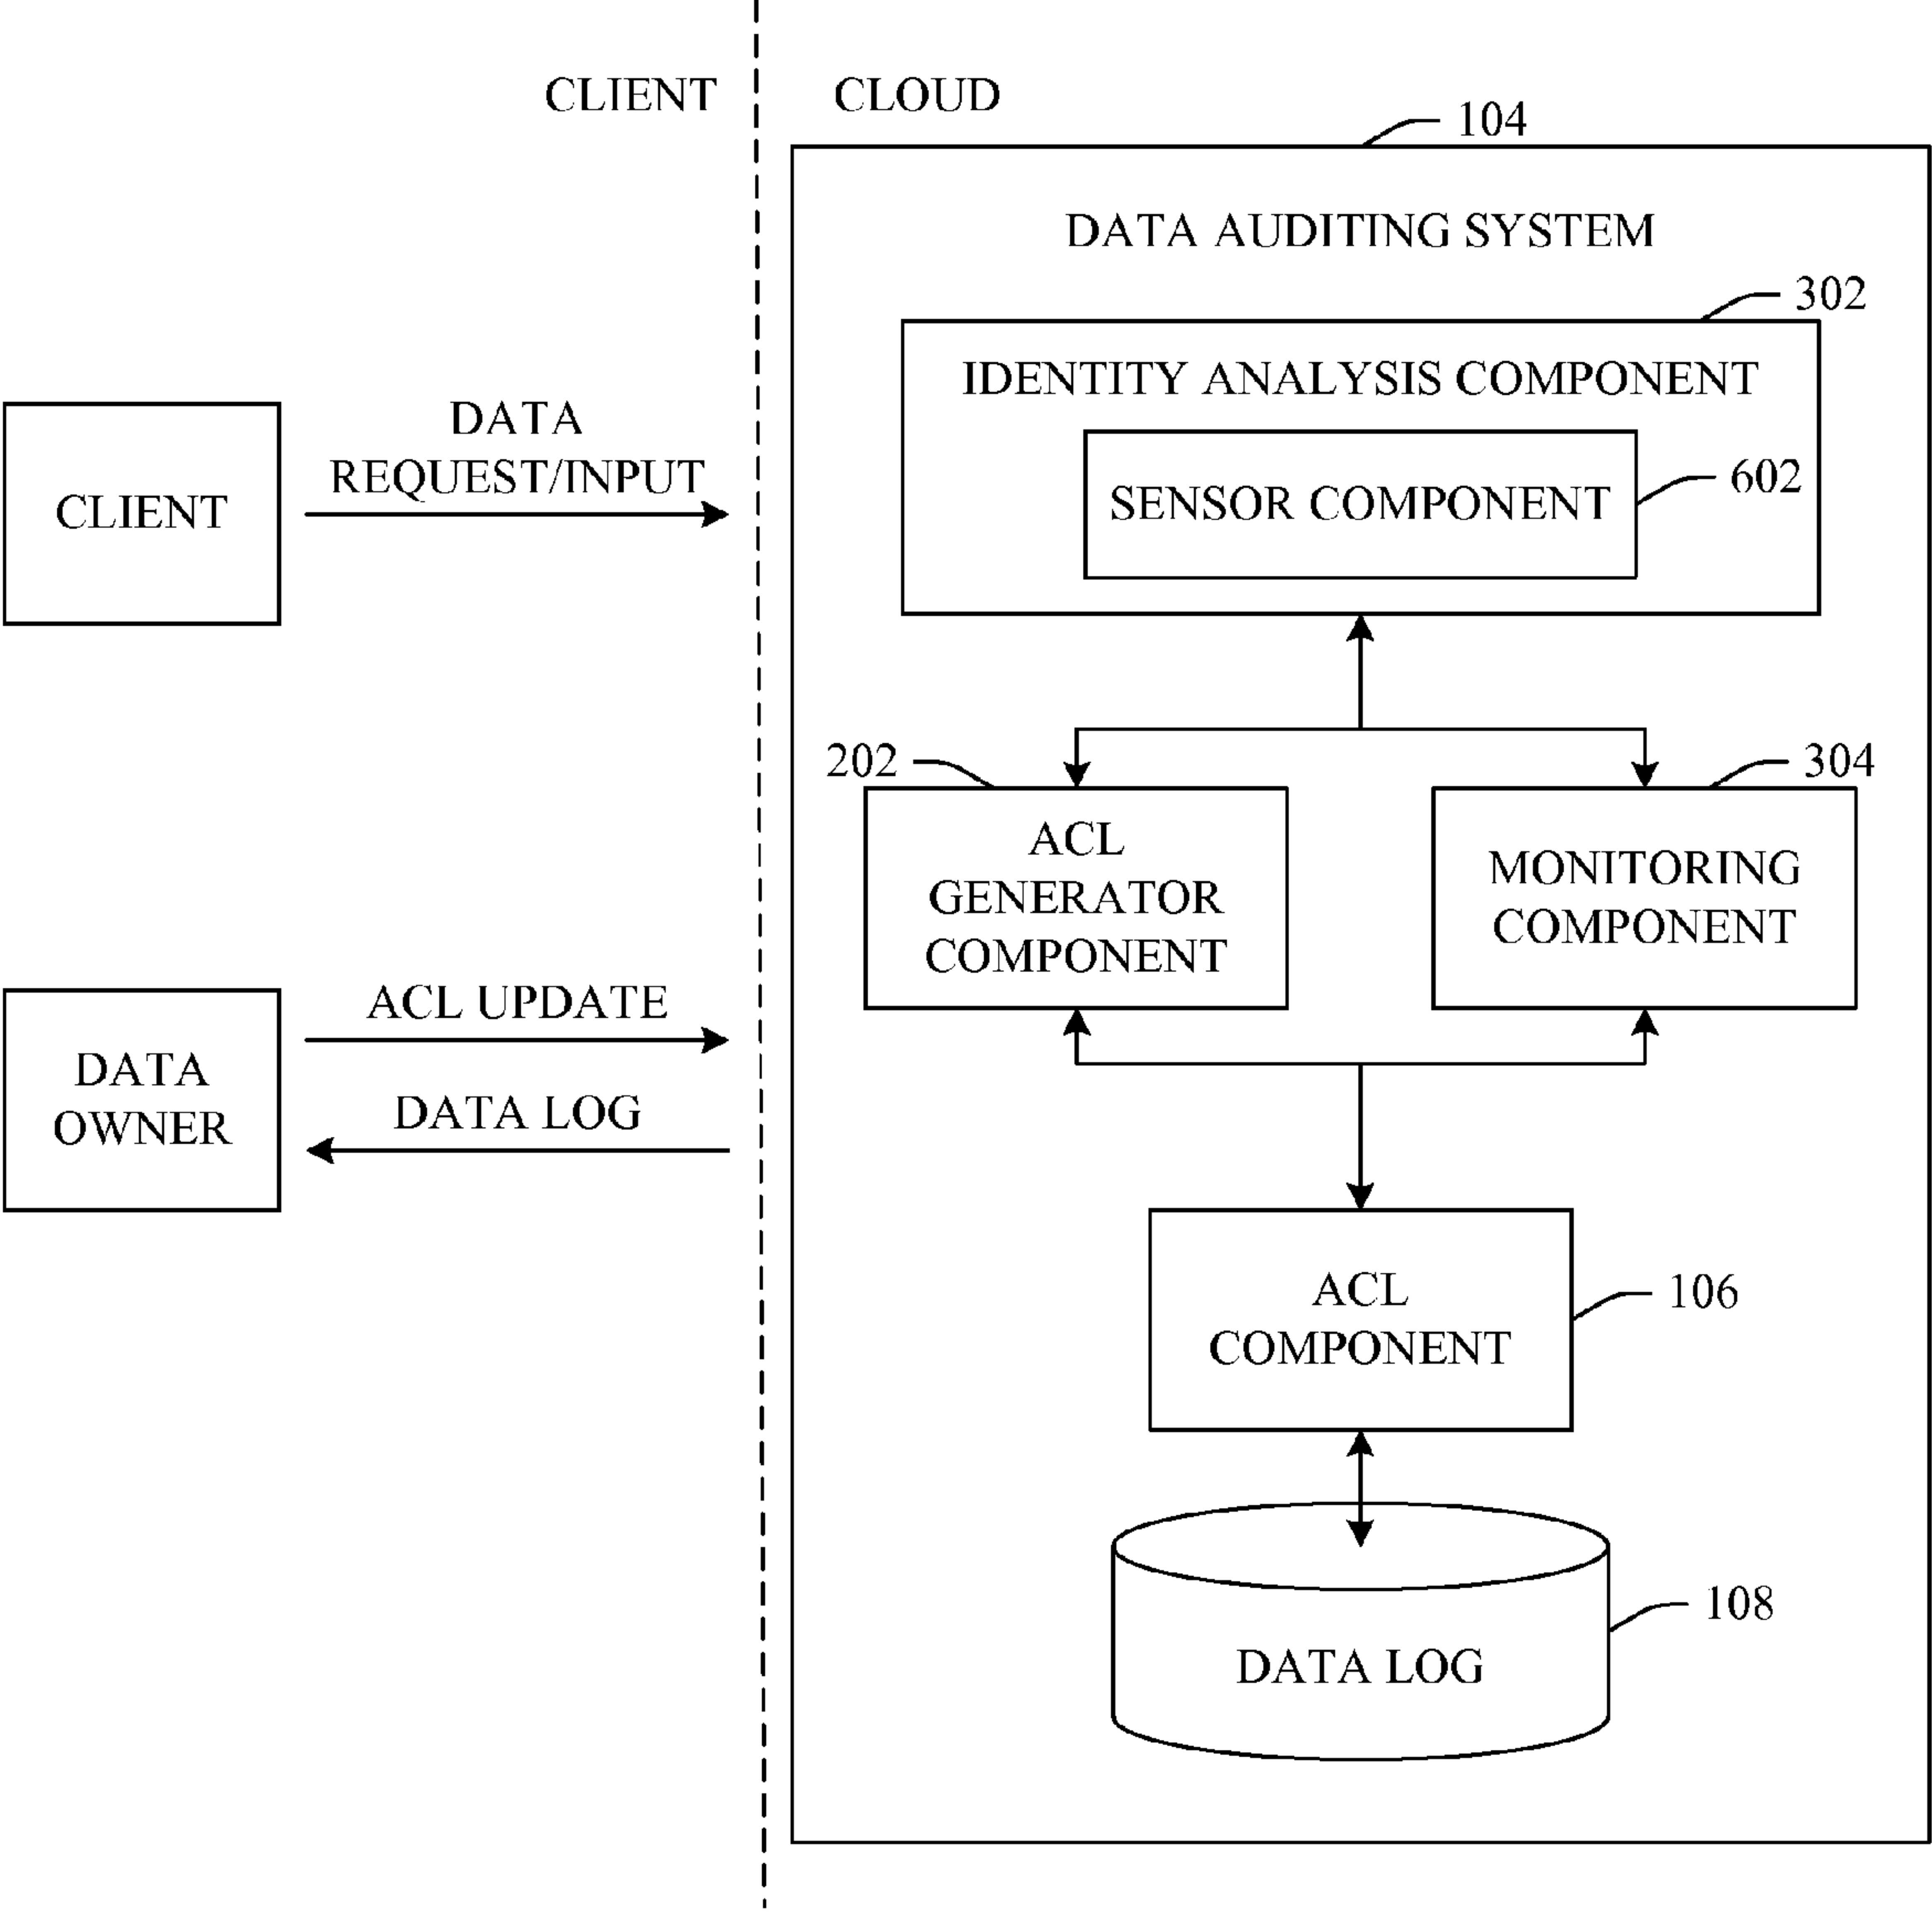 CLIENT
CLOUD
104
DATA AUDITING SYSTEM
302
IDENTITY ANALYSIS COMPONENT
602
SENSOR COMPONENT
CLIENT
DATA
REQUEST/INPUT
202
304
ACL
GENERATOR
COMPONENT
MONITORING
COMPONENT
DATA
OWNER
ACL UPDATE
DATA LOG
ACL
COMPONENT
106
108
DATA LOG